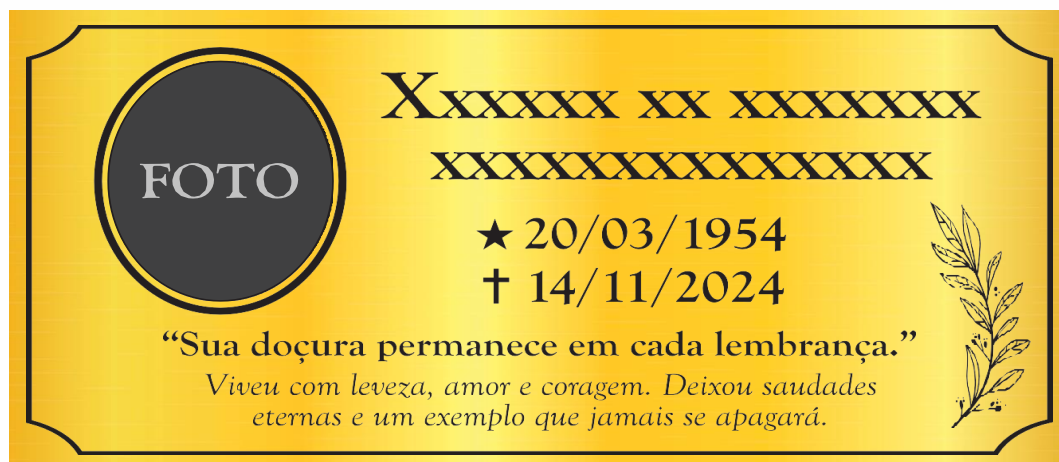 FOTO
Xxxxxx xx xxxxxxx
xxxxxxxxxxxxxx
★ 20/03/1954
✝ 14/11/2024
“Sua doçura permanece em cada lembrança.”
Viveu com leveza, amor e coragem. Deixou saudades
eternas e um exemplo que jamais se apagará.